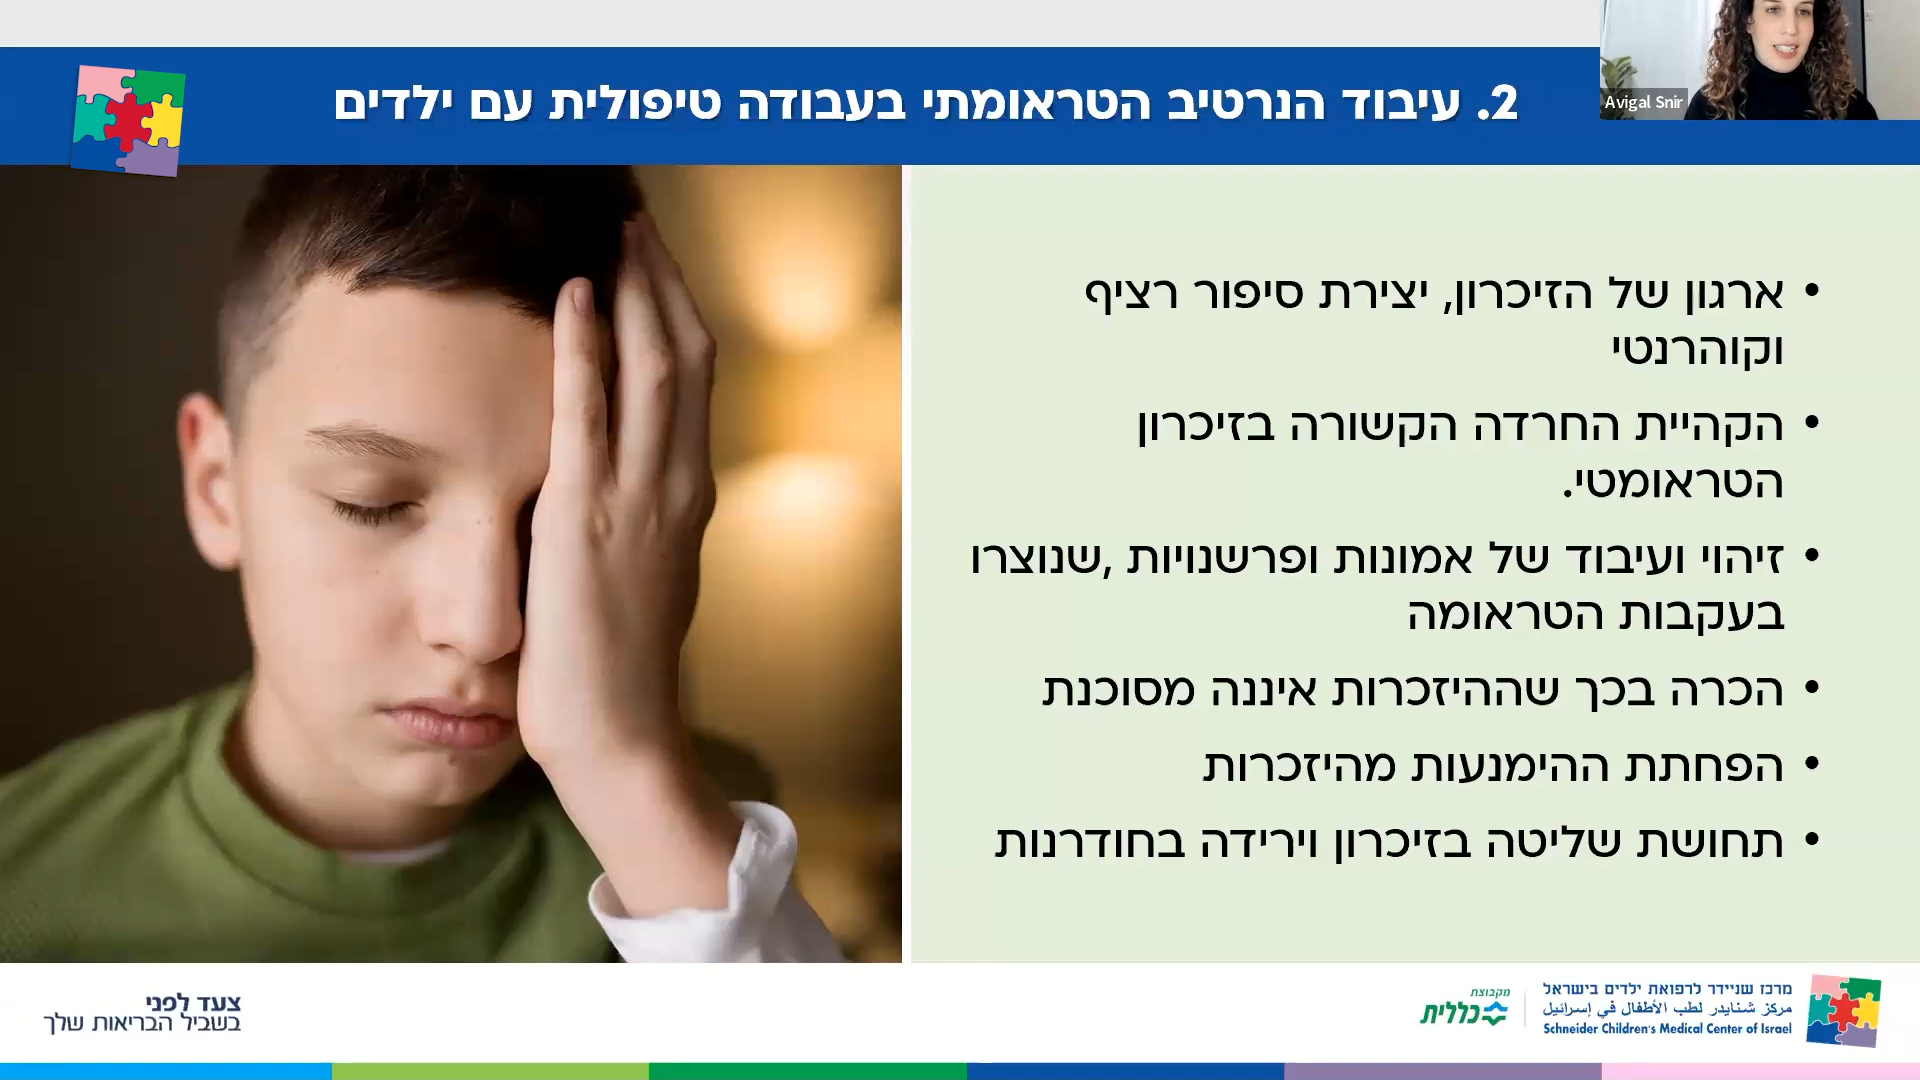 2. עיבוד הנרטיב הטראומתי בעבודה טיפולית עם ילדים
Avigal Snir
• ארגון של הזיכרון, יצירת סיפור רציף
וקוהרנטי
• הקהיית החרדה הקשורה בזיכרון
הטראומטי.
• זיהוי ועיבוד של אמונות ופרשנויות ,שנוצרו
בעקבות הטראומה
• הכרה בכך שההיזכרות איננה מסוכנת
• הפחתת ההימנעות מהיזכרות
• תחושת שליטה בזיכרון וירידה בחודרנות
מרכז שניידר לרפואת ילדים בישראל
مركز شنايدر لطب الأطفال في إسرائيل
Schneider Children's Medical Center of Israel
מקבוצת
כללית
צעד לפני
בשביל הבריאות שלך